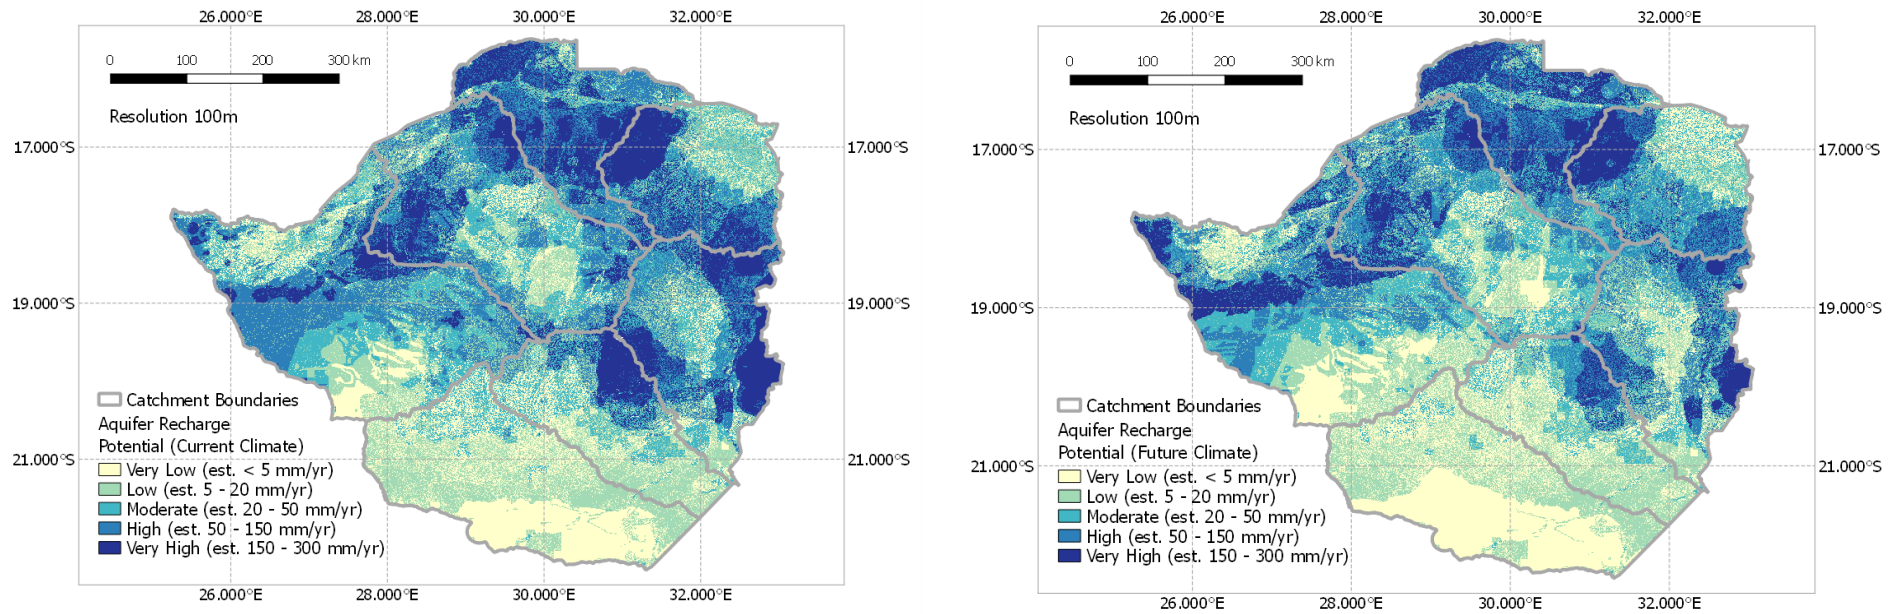 26.000°E 28.000°E 30.000°E 32.000°E
0 100 200 300 km
Resolution 100m
17.000°S 17.000°S
19.000°S 19.000°S
21.000°S 21.000°S
Catchment Boundaries
Aquifer Recharge
Potential (Current Climate)
Very Low (est. < 5 mm/yr)
Low (est. 5 - 20 mm/yr)
Moderate (est. 20 - 50 mm/yr)
High (est. 50 - 150 mm/yr)
Very High (est. 150 - 300 mm/yr)
26.000°E 28.000°E 30.000°E 32.000°E
26.000°E 28.000°E 30.000°E 32.000°E
0 100 200 300 km
Resolution 100m
17.000°S 17.000°S
19.000°S 19.000°S
21.000°S 21.000°S
Catchment Boundaries
Aquifer Recharge
Potential (Future Climate)
Very Low (est. < 5 mm/yr)
Low (est. 5 - 20 mm/yr)
Moderate (est. 20 - 50 mm/yr)
High (est. 50 - 150 mm/yr)
Very High (est. 150 - 300 mm/yr)
26.000°E 28.000°E 30.000°E 32.000°E